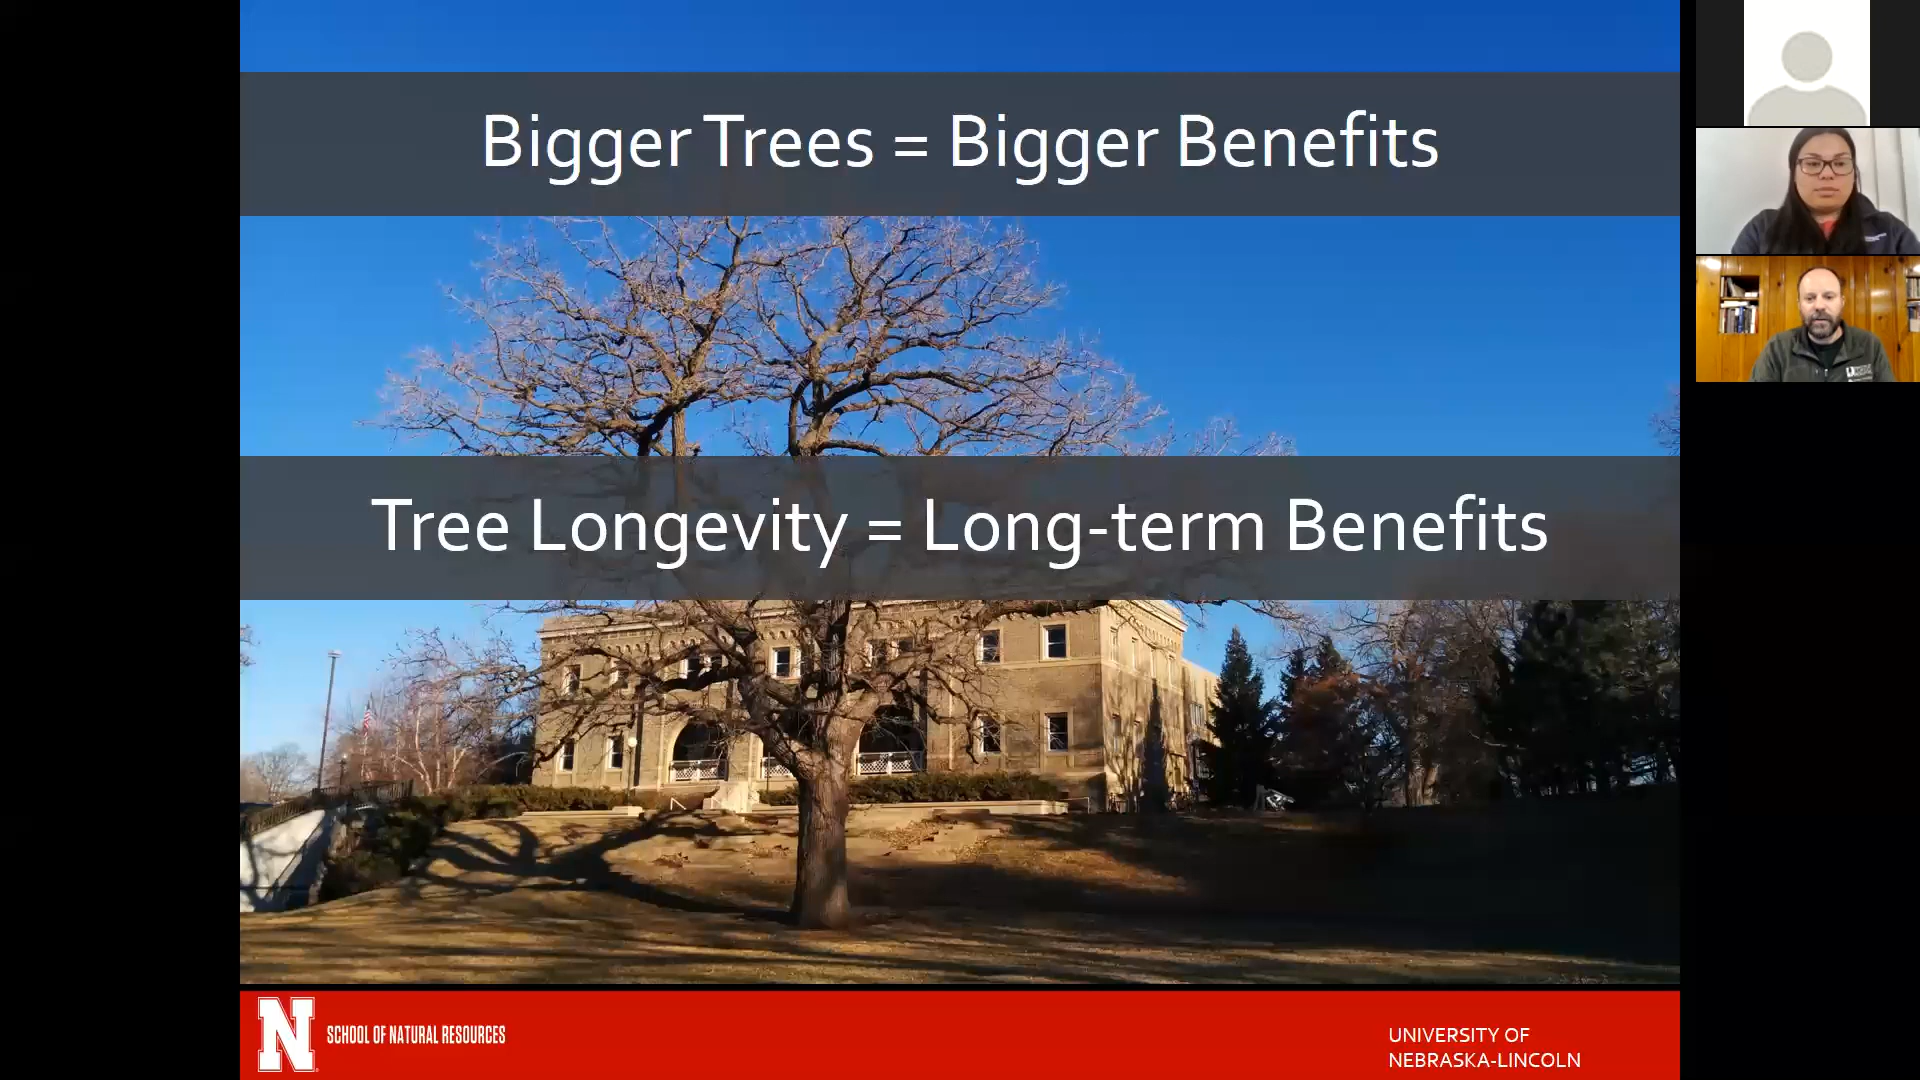 Bigger Trees = Bigger Benefits
Tree Longevity = Long-term Benefits
N SCHOOL OF NATURAL RESOURCES
UNIVERSITY OF
NEBRASKA-LINCOLN